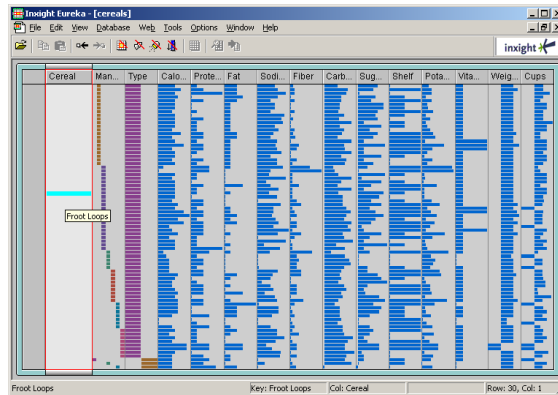 Inxight Eureka - [cereals]
File Edit View Database Web Tools Options Window Help
inxight
Cereal Man... Type Calo... Prote... Fat Sodi... Fiber Carb... Sug... Shelf Pota... Vita... Weig... Cups
Froot Loops
Froot Loops Key: Froot Loops Col: Cereal Row: 30, Col: 1